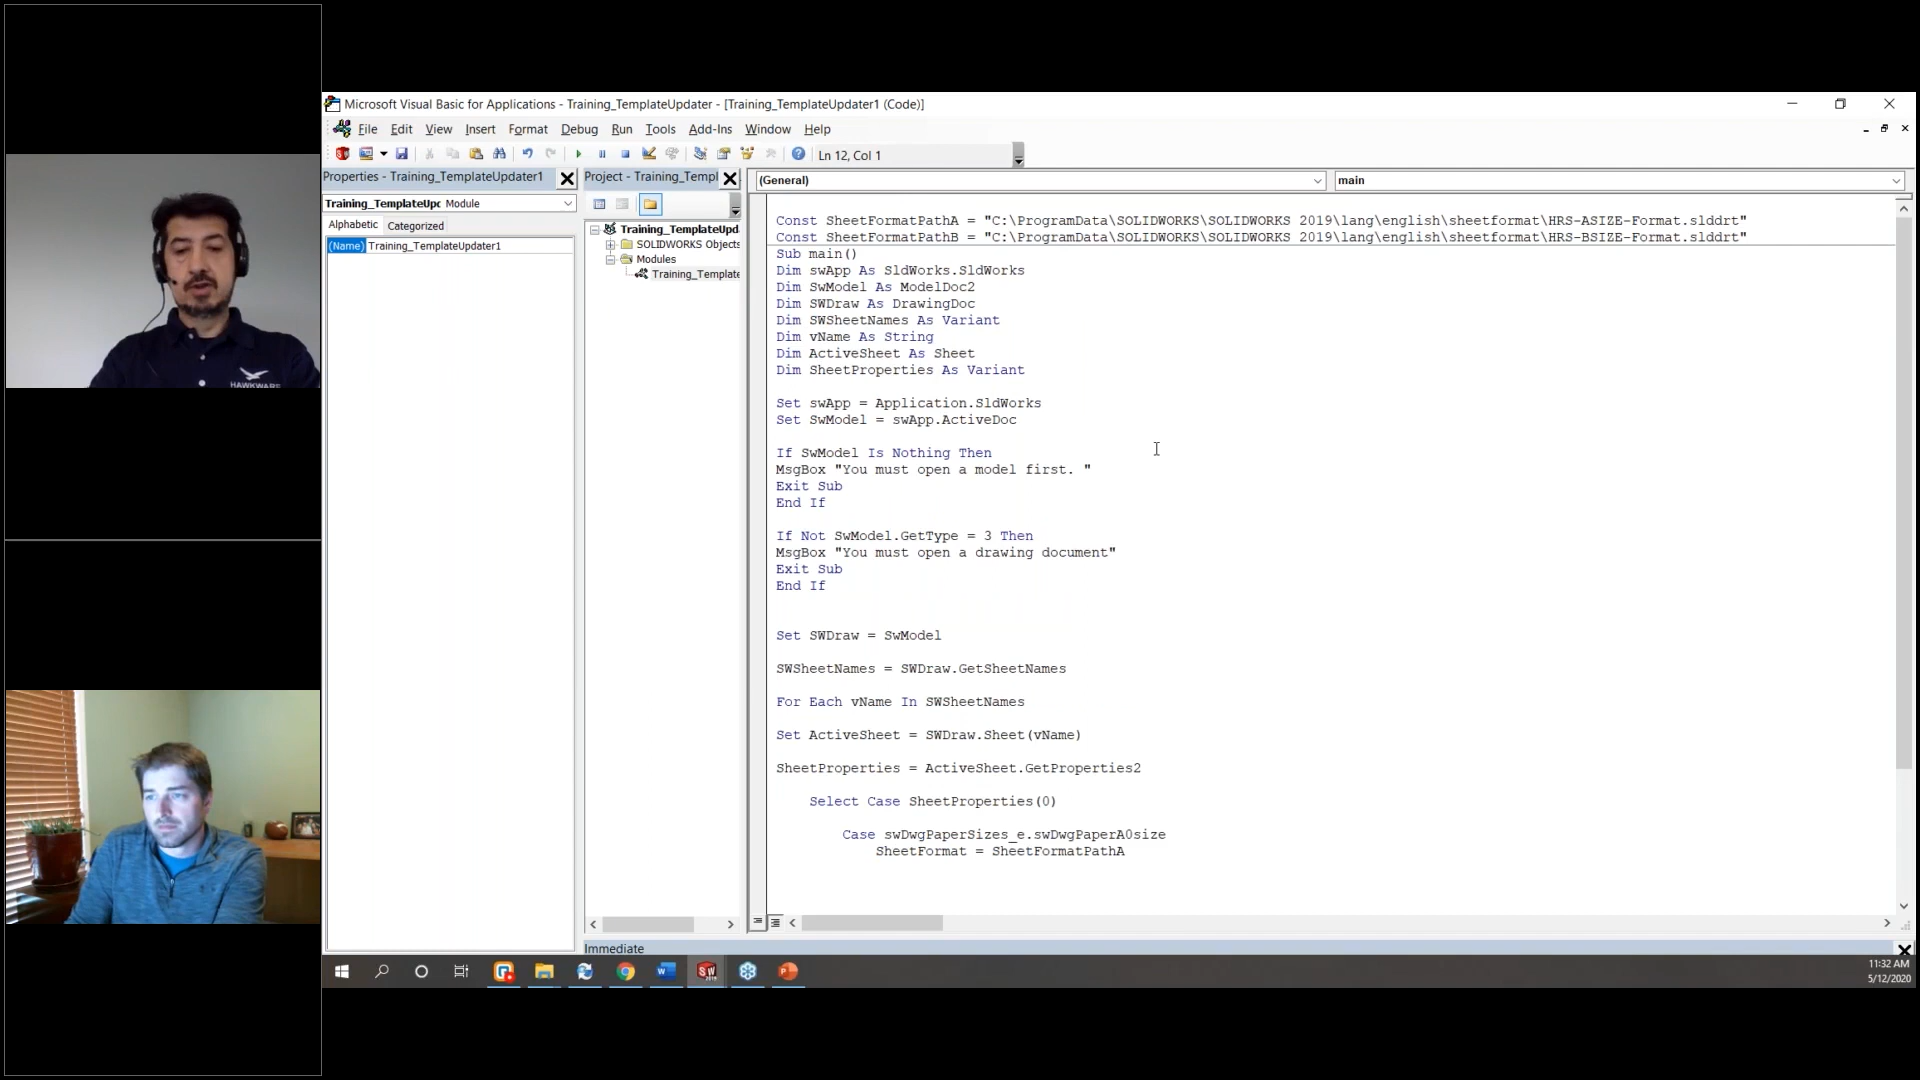 HAWKWARE
Microsoft Visual Basic for Applications - Training_TemplateUpdater - [Training_TemplateUpdater1 (Code)]
File Edit View Insert Format Debug Run Tools Add-Ins Window Help
Ln 12, Col 1
Properties - Training_TemplateUpdater1
Project - Training_Templ
(General)
main
Training_TemplateUpc Module
Alphabetic Categorized
(Name) Training_TemplateUpdater1
Training_TemplateUpd
SOLIDWORKS Objects
Modules
Training_Template
Const SheetFormatPathA = "C:\ProgramData\SOLIDWORKS\SOLIDWORKS 2019\lang\english\sheetformat\HRS-ASIZE-Format.slddrt"
Const SheetFormatPathB = "C:\ProgramData\SOLIDWORKS\SOLIDWORKS 2019\lang\english\sheetformat\HRS-BSIZE-Format.slddrt"
Sub main()
Dim swApp As SldWorks.SldWorks
Dim SwModel As ModelDoc2
Dim SWDraw As DrawingDoc
Dim SWSheetNames As Variant
Dim vName As String
Dim ActiveSheet As Sheet
Dim SheetProperties As Variant
Set swApp = Application.SldWorks
Set SwModel = swApp.ActiveDoc
If SwModel Is Nothing Then
MsgBox "You must open a model first. "
Exit Sub
End If
If Not SwModel.GetType = 3 Then
MsgBox "You must open a drawing document"
Exit Sub
End If
Set SWDraw = SwModel
SWSheetNames = SWDraw.GetSheetNames
For Each vName In SWSheetNames
Set ActiveSheet = SWDraw.Sheet(vName)
SheetProperties = ActiveSheet.GetProperties2
Select Case SheetProperties(0)
Case swDwgPaperSizes_e.swDwgPaperA0size
SheetFormat = SheetFormatPathA
Immediate
11:32 AM
5/12/2020